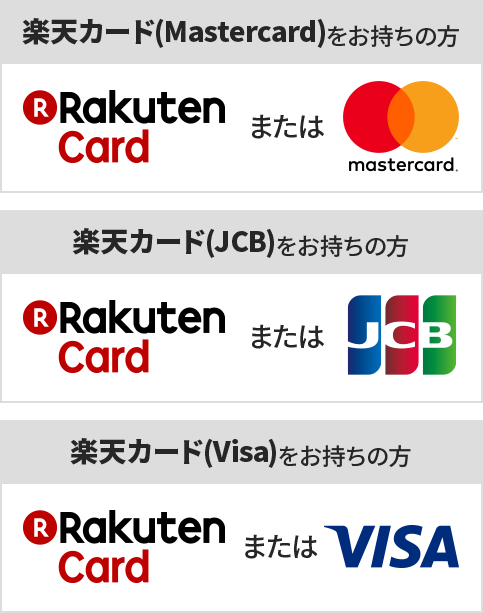 楽天カード(Mastercard)をお持ちの方
R Rakuten
Card
または
mastercard.
楽天カード(JCB)をお持ちの方
R Rakuten
Card
または
JCB
楽天カード(Visa)をお持ちの方
R Rakuten
Card
または
VISA